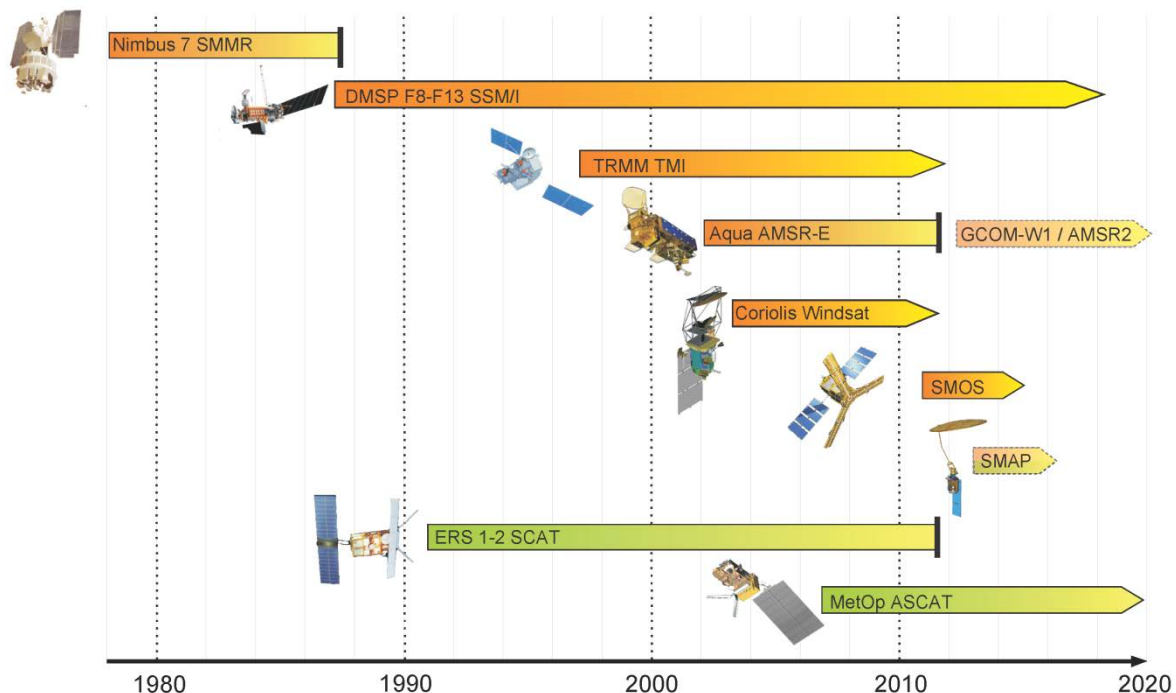 Nimbus 7 SMMR
DMSP F8-F13 SSM/I
TRMM TMI
Aqua AMSR-E
GCOM-W1 / AMSR2
Coriolis Windsat
SMOS
SMAP
ERS 1-2 SCAT
MetOp ASCAT
1980
1990
2000
2010
2020